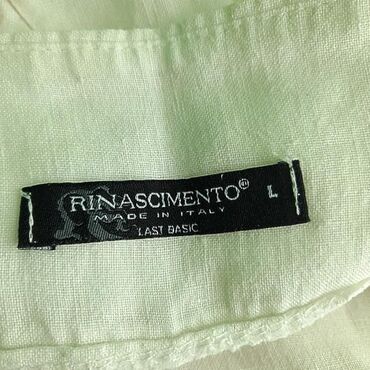 RINASCIMENTO® L
MADE IN ITALY
LAST BASIC